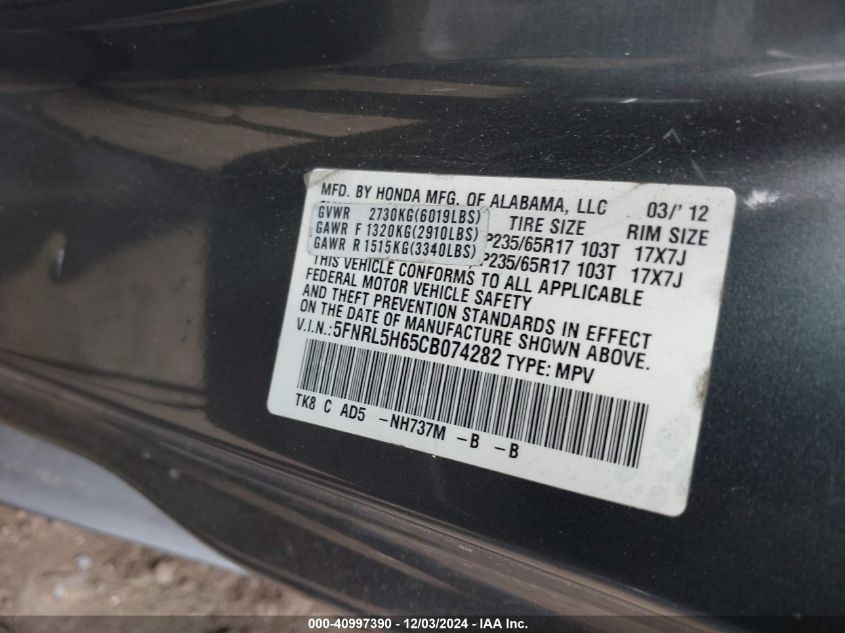 MFD. BY HONDA MFG. OF ALABAMA, LLC 03/'12
TIRE SIZE RIM SIZE
GVWR 2730KG(6019LBS)
GAWR F 1320KG(2910LBS) P235/65R17 103T 17X7J
GAWR R 1515KG(3340LBS) P235/65R17 103T 17X7J
THIS VEHICLE CONFORMS TO ALL APPLICABLE
FEDERAL MOTOR VEHICLE SAFETY
AND THEFT PREVENTION STANDARDS IN EFFECT
ON THE DATE OF MANUFACTURE SHOWN ABOVE.
V.I.N.:5FNRL5H65CB074282 TYPE: MPV
TK8 C AD5 -NH737M -B -B
000-40997390 - 12/03/2024 - IAA Inc.